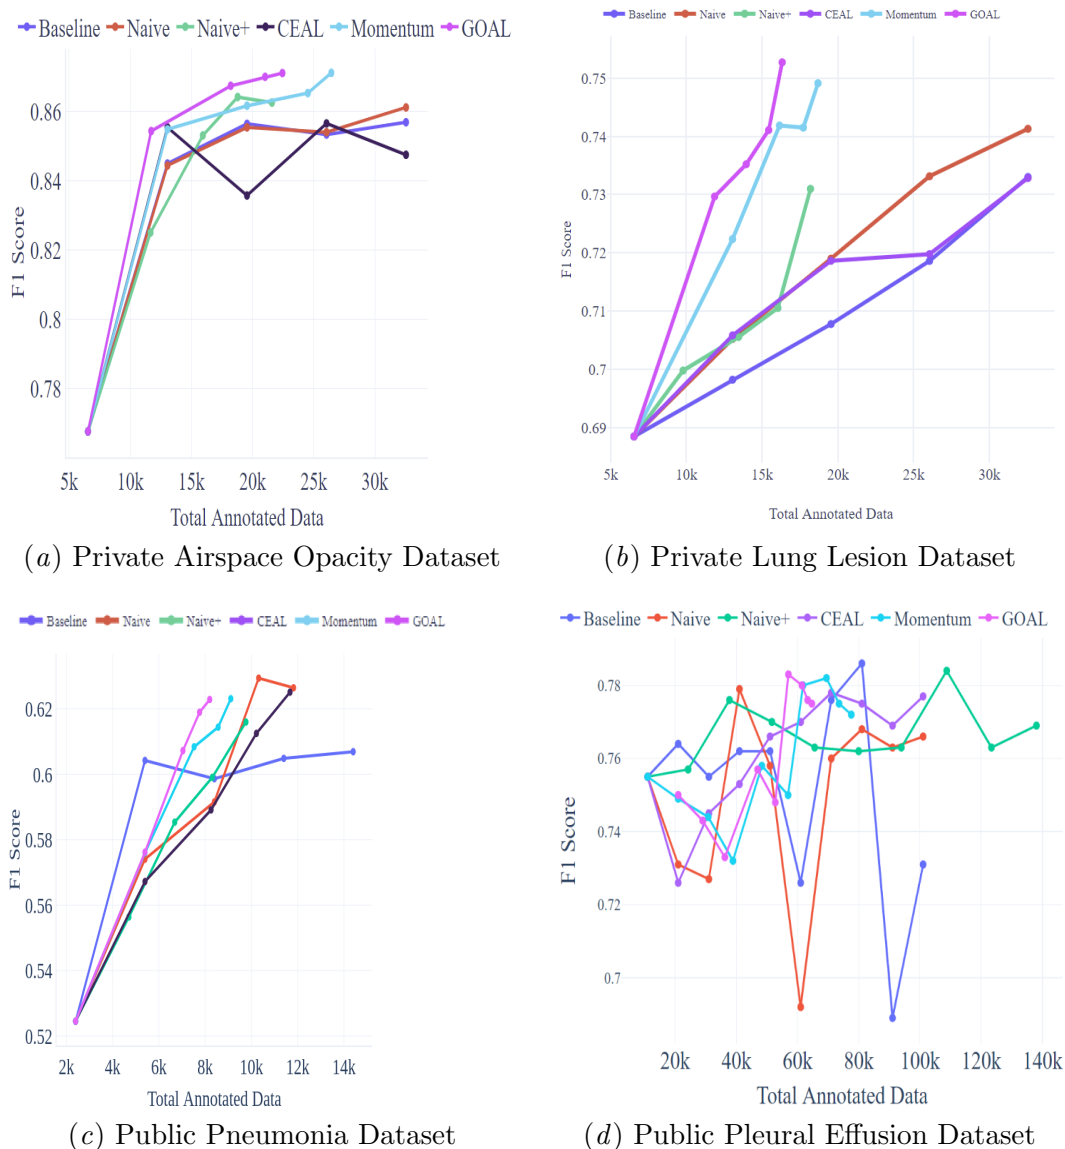 Baseline Naive Naive+ CEAL Momentum GOAL
0.86
0.84
0.82
0.8
0.78
F1 Score
5k 10k 15k 20k 25k 30k
Total Annotated Data
(a) Private Airspace Opacity Dataset
Baseline Naive Naive+ CEAL Momentum GOAL
0.75
0.74
0.73
0.72
0.71
0.7
0.69
F1 Score
5k 10k 15k 20k 25k 30k
Total Annotated Data
(b) Private Lung Lesion Dataset
Baseline Naive Naive+ CEAL Momentum GOAL
0.62
0.6
0.58
0.56
0.54
0.52
F1 Score
2k 4k 6k 8k 10k 12k 14k
Total Annotated Data
(c) Public Pneumonia Dataset
Baseline Naive Naive+ CEAL Momentum GOAL
0.78
0.76
0.74
0.72
0.7
F1 Score
20k 40k 60k 80k 100k 120k 140k
Total Annotated Data
(d) Public Pleural Effusion Dataset